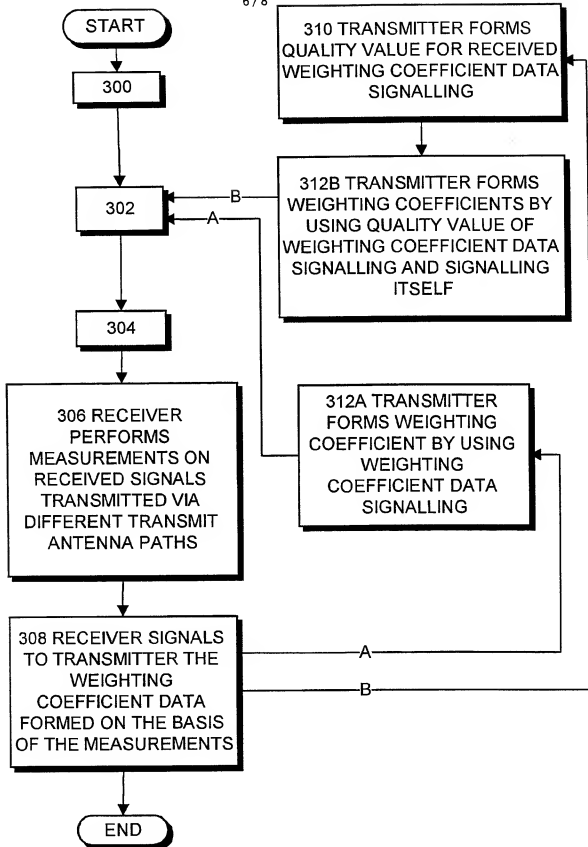 6/8
START
300
302
304
306 RECEIVER
PERFORMS
MEASUREMENTS ON
RECEIVED SIGNALS
TRANSMITTED VIA
DIFFERENT TRANSMIT
ANTENNA PATHS
308 RECEIVER SIGNALS
TO TRANSMITTER THE
WEIGHTING
COEFFICIENT DATA
FORMED ON THE BASIS
OF THE MEASUREMENTS
END
310 TRANSMITTER FORMS
QUALITY VALUE FOR RECEIVED
WEIGHTING COEFFICIENT DATA
SIGNALLING
312B TRANSMITTER FORMS
WEIGHTING COEFFICIENTS BY
USING QUALITY VALUE OF
WEIGHTING COEFFICIENT DATA
SIGNALLING AND SIGNALLING
ITSELF
B
A
312A TRANSMITTER
FORMS WEIGHTING
COEFFICIENT BY USING
WEIGHTING
COEFFICIENT DATA
SIGNALLING
A
B